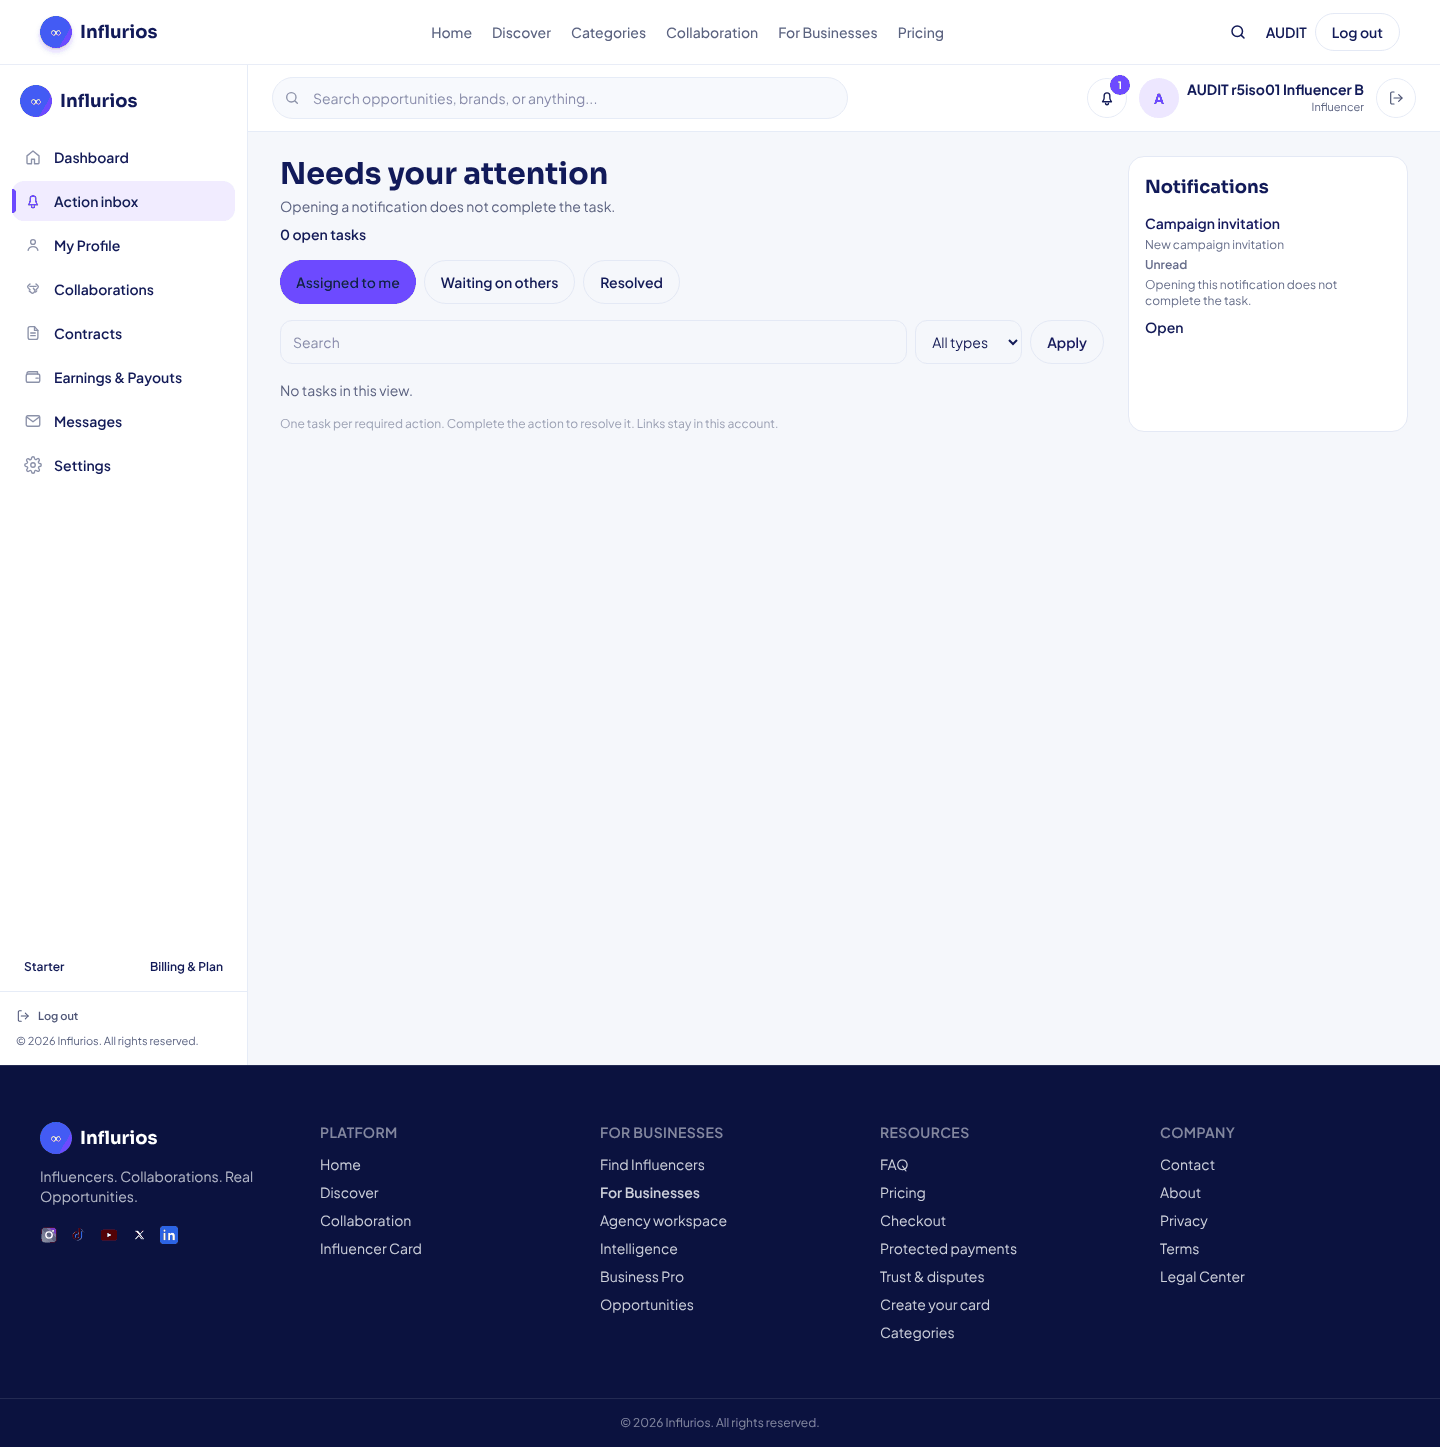 ∞ Influrios
Home Discover Categories Collaboration For Businesses Pricing
AUDIT Log out
∞ Influrios
Dashboard
Action inbox
My Profile
Collaborations
Contracts
Earnings & Payouts
Messages
Settings
Starter Billing & Plan
Log out
© 2026 Influrios. All rights reserved.
Search opportunities, brands, or anything...
1
A
AUDIT r5iso01 Influencer B
Influencer
Needs your attention
Opening a notification does not complete the task.
0 open tasks
Assigned to me Waiting on others Resolved
Search All types Apply
No tasks in this view.
One task per required action. Complete the action to resolve it. Links stay in this account.
Notifications
Campaign invitation
New campaign invitation
Unread
Opening this notification does not
complete the task.
Open
∞ Influrios
Influencers. Collaborations. Real
Opportunities.
X in
PLATFORM
Home
Discover
Collaboration
Influencer Card
FOR BUSINESSES
Find Influencers
For Businesses
Agency workspace
Intelligence
Business Pro
Opportunities
RESOURCES
FAQ
Pricing
Checkout
Protected payments
Trust & disputes
Create your card
Categories
COMPANY
Contact
About
Privacy
Terms
Legal Center
© 2026 Influrios. All rights reserved.